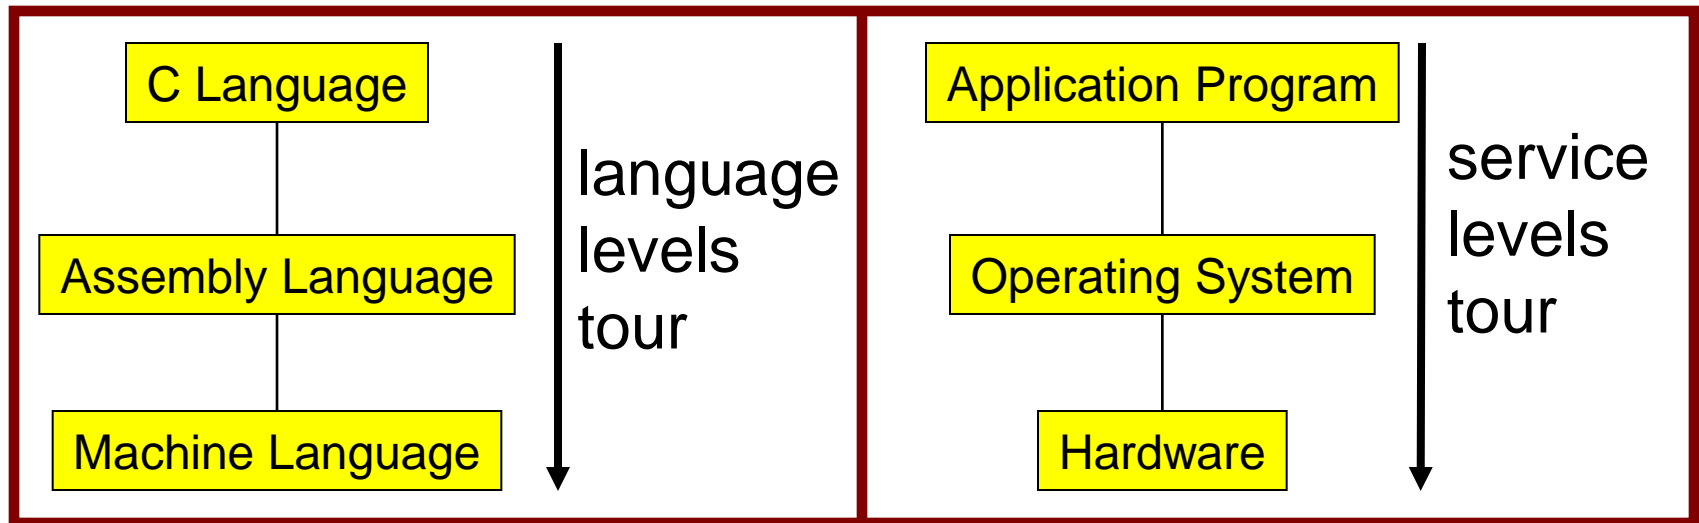 C Language
Assembly Language
Machine Language
language
levels
tour
Application Program
Operating System
Hardware
service
levels
tour